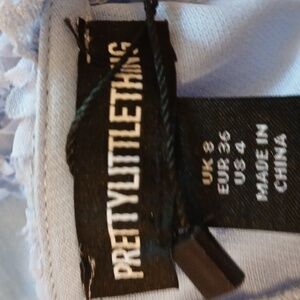 PRETTYLITTLETHING
UK 8
EUR 36
US 4
MADE IN
CHINA